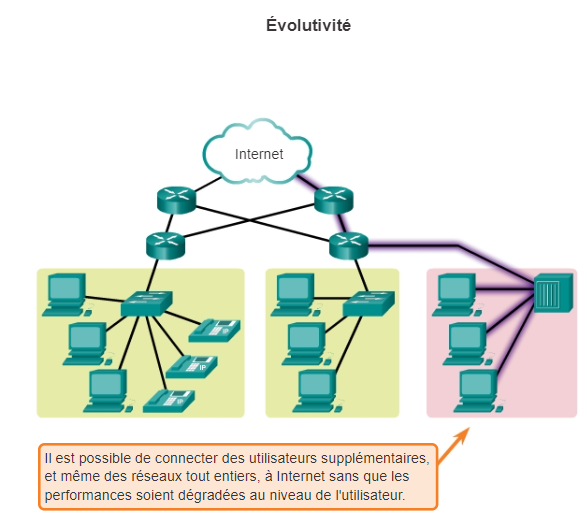 Évolutivité
Internet
IP
IP
IP
Il est possible de connecter des utilisateurs supplémentaires,
et même des réseaux tout entiers, à Internet sans que les
performances soient dégradées au niveau de l'utilisateur.